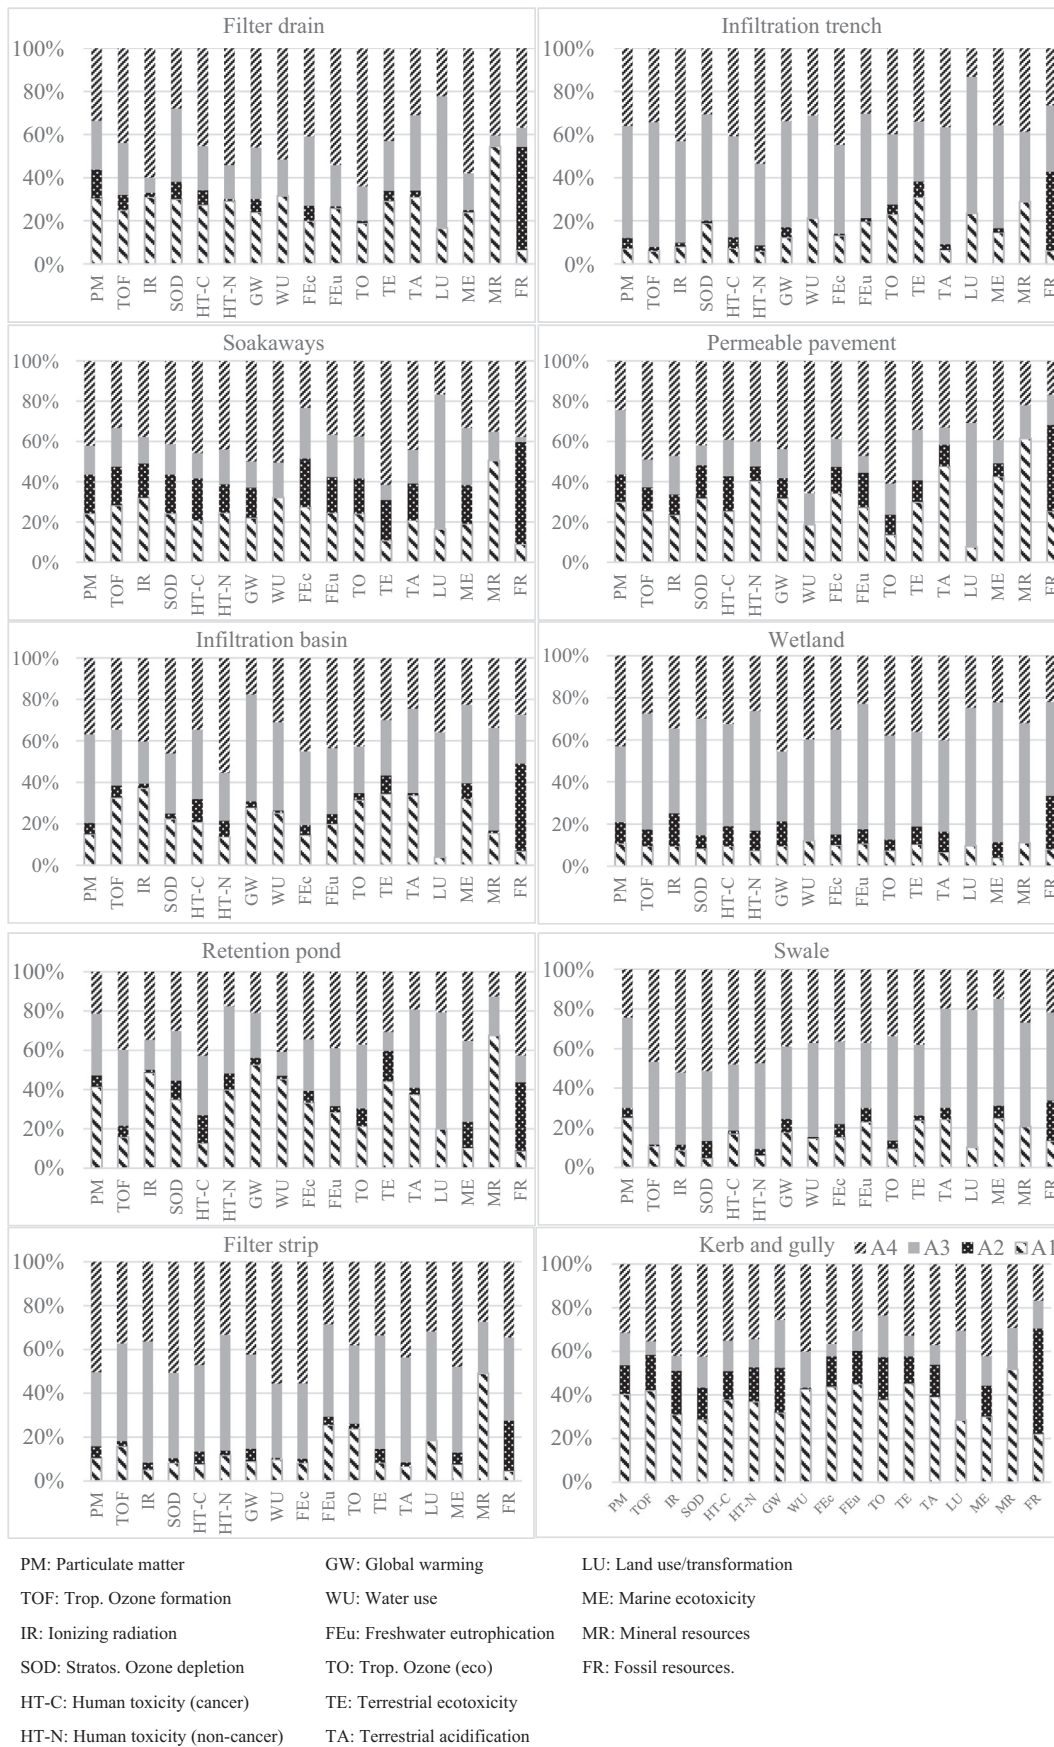 Filter drain
100%
80%
60%
40%
20%
0%
PM TOF IR SOD HT-C HT-N GW WU FEc FEu TO TE TA LU ME MR FR
Infiltration trench
100%
80%
60%
40%
20%
0%
PM TOF IR SOD HT-C HT-N GW WU FEc FEu TO TE TA LU ME MR FR
Soakaways
100%
80%
60%
40%
20%
0%
PM TOF IR SOD HT-C HT-N GW WU FEc FEu TO TE TA LU ME MR FR
Permeable pavement
100%
80%
60%
40%
20%
0%
PM TOF IR SOD HT-C HT-N GW WU FEc FEu TO TE TA LU ME MR FR
Infiltration basin
100%
80%
60%
40%
20%
0%
PM TOF IR SOD HT-C HT-N GW WU FEc FEu TO TE TA LU ME MR FR
Wetland
100%
80%
60%
40%
20%
0%
PM TOF IR SOD HT-C HT-N GW WU FEc FEu TO TE TA LU ME MR FR
Retention pond
100%
80%
60%
40%
20%
0%
PM TOF IR SOD HT-C HT-N GW WU FEc FEu TO TE TA LU ME MR FR
Swale
100%
80%
60%
40%
20%
0%
PM TOF IR SOD HT-C HT-N GW WU FEc FEu TO TE TA LU ME MR FR
Filter strip
100%
80%
60%
40%
20%
0%
PM TOF IR SOD HT-C HT-N GW WU FEc FEu TO TE TA LU ME MR FR
Kerb and gully A4 A3 A2 A1
100%
80%
60%
40%
20%
0%
PM TOF IR SOD HT-C HT-N GW WU FEc FEu TO TE TA LU ME MR FR
PM: Particulate matter GW: Global warming LU: Land use/transformation
TOF: Trop. Ozone formation WU: Water use ME: Marine ecotoxicity
IR: Ionizing radiation FEu: Freshwater eutrophication MR: Mineral resources
SOD: Stratos. Ozone depletion TO: Trop. Ozone (eco) FR: Fossil resources.
HT-C: Human toxicity (cancer) TE: Terrestrial ecotoxicity
HT-N: Human toxicity (non-cancer) TA: Terrestrial acidification